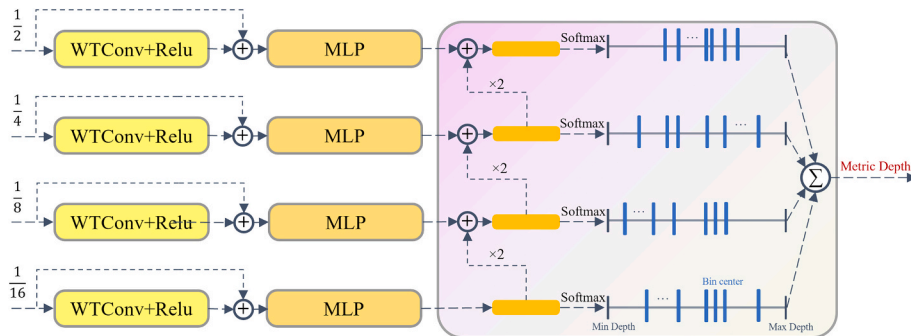 1/2
WTConv+Relu
MLP
Softmax
...
×2
1/4
WTConv+Relu
MLP
Softmax
...
×2
1/8
WTConv+Relu
MLP
Softmax
...
∑
Metric Depth
×2
1/16
WTConv+Relu
MLP
Softmax
...
Bin center
Min Depth
Max Depth